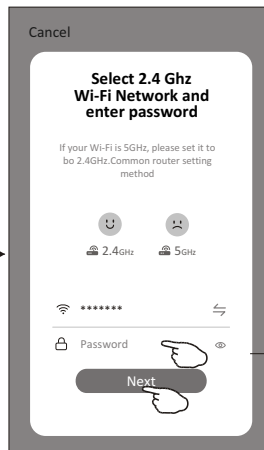 Cancel
Select 2.4 Ghz
Wi-Fi Network and
enter password
If your Wi-Fi is 5GHz, please set it to
bo 2.4GHz.Common router setting
method
2.4GHz 5GHz
*******
Password
Next